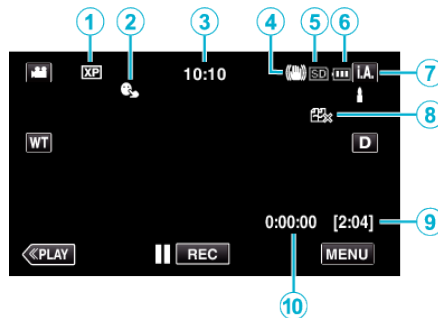 1 2 3 4 5 6
XP 10:10 SD i.A. 7
8
WT D
0:00:00 [2:04] 9
≪PLAY REC MENU
10